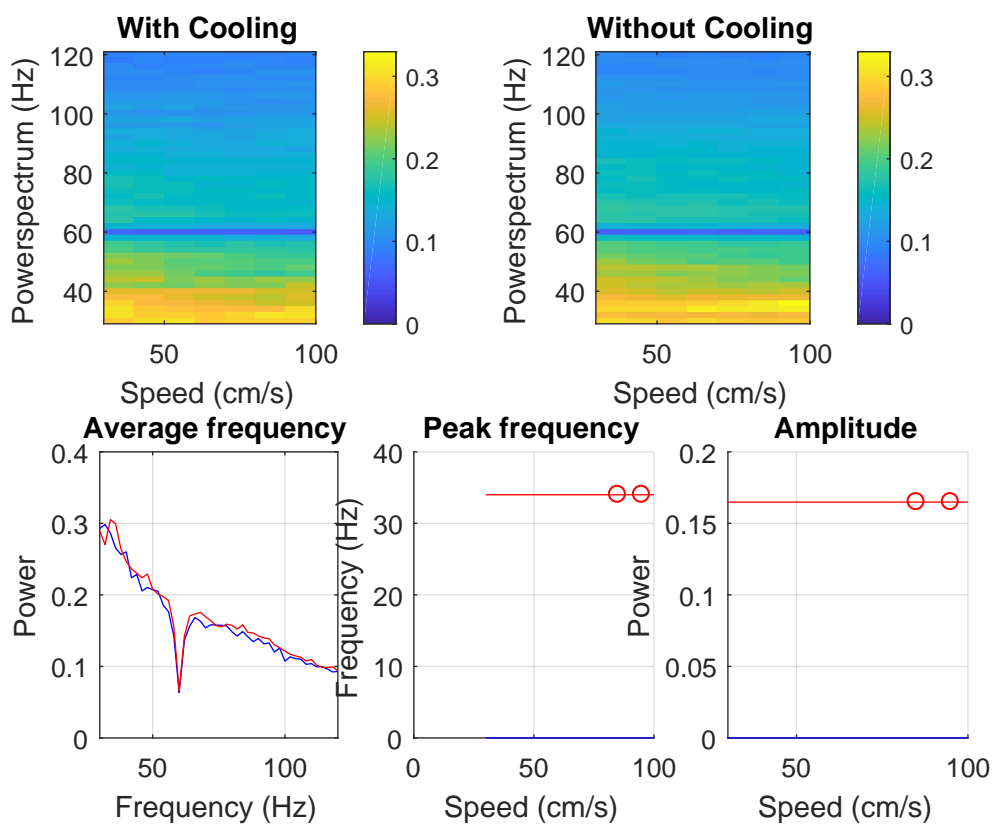 With Cooling
Powerspectrum (Hz)
120
100
80
60
40
50
100
Speed (cm/s)
0.3
0.2
0.1
0
Without Cooling
Powerspectrum (Hz)
120
100
80
60
40
50
100
Speed (cm/s)
0.3
0.2
0.1
0
Average frequency
Power
0.4
0.3
0.2
0.1
0
50
100
Frequency (Hz)
Peak frequency
Frequency (Hz)
40
30
20
10
0
0
50
100
Speed (cm/s)
Amplitude
Power
0.2
0.15
0.1
0.05
0
50
100
Speed (cm/s)